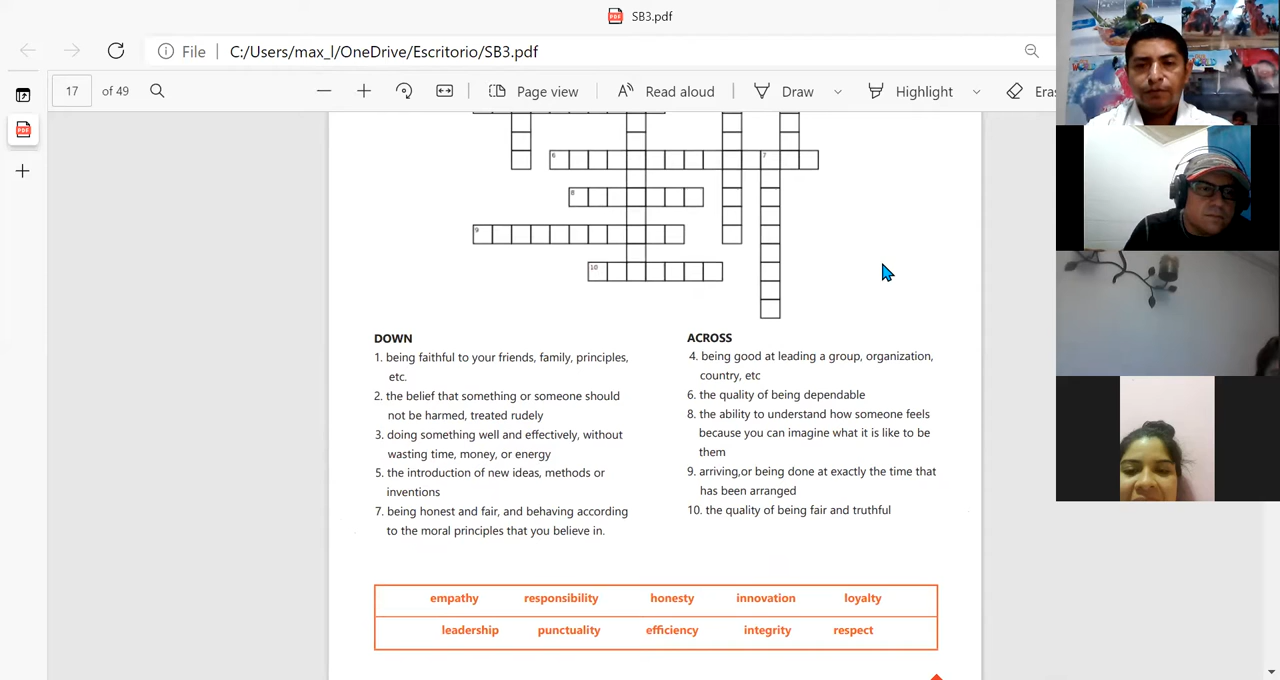 SB3.pdf
File
C:/Users/max_l/OneDrive/Escritorio/SB3.pdf
17 of 49
Page view
Read aloud
Draw
Highlight
Eras
6
7
8
9
10
DOWN
1. being faithful to your friends, family, principles,
etc.
2. the belief that something or someone should
not be harmed, treated rudely
3. doing something well and effectively, without
wasting time, money, or energy
5. the introduction of new ideas, methods or
inventions
7. being honest and fair, and behaving according
to the moral principles that you believe in.
ACROSS
4. being good at leading a group, organization,
country, etc
6. the quality of being dependable
8. the ability to understand how someone feels
because you can imagine what it is like to be
them
9. arriving,or being done at exactly the time that
has been arranged
10. the quality of being fair and truthful
empathy responsibility honesty innovation loyalty
leadership punctuality efficiency integrity respect